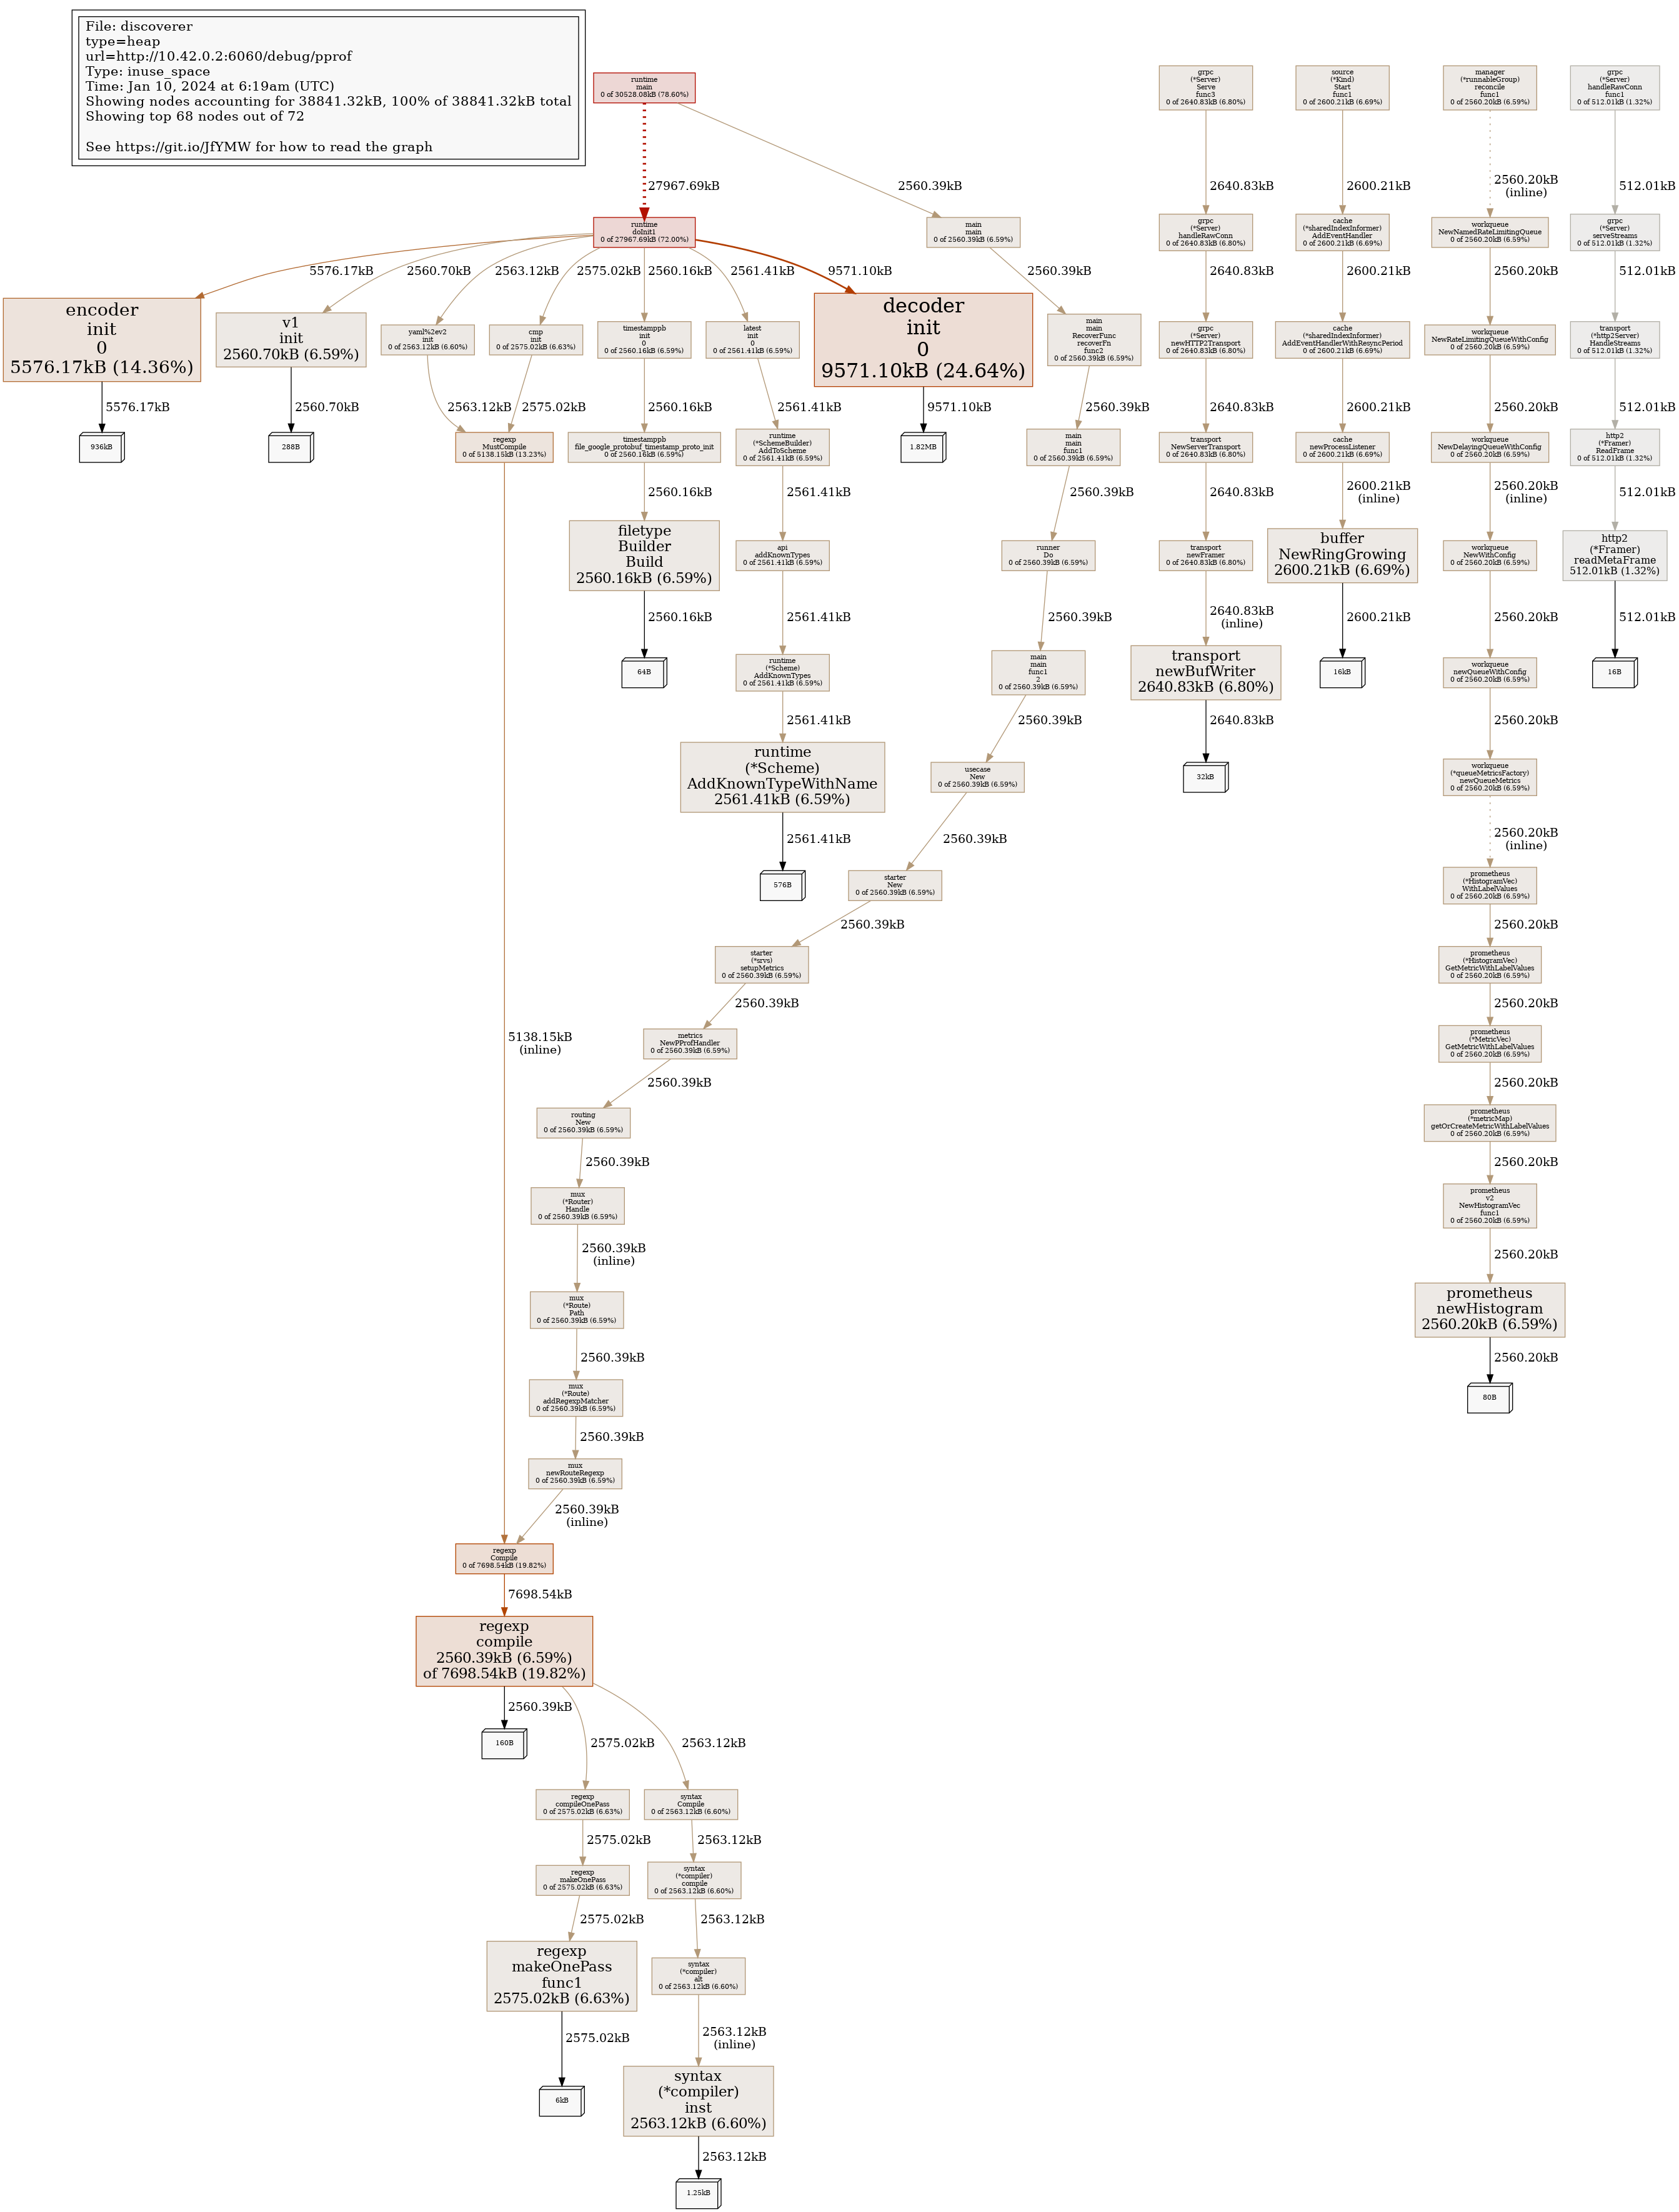 File: discoverer
type=heap
url=http://10.42.0.2:6060/debug/pprof
Type: inuse_space
Time: Jan 10, 2024 at 6:19am (UTC)
Showing nodes accounting for 38841.32kB, 100% of 38841.32kB total
Showing top 68 nodes out of 72
See https://git.io/JfYMW for how to read the graph
runtime
main
0 of 30528.08kB (78.60%)
grpc
(*Server)
Serve
func3
0 of 2640.83kB (6.80%)
source
(*Kind)
Start
func1
0 of 2600.21kB (6.69%)
manager
(*runnableGroup)
reconcile
func1
0 of 2560.20kB (6.59%)
grpc
(*Server)
handleRawConn
func1
0 of 512.01kB (1.32%)
27967.69kB
2560.39kB
2640.83kB
2600.21kB
2560.20kB
(inline)
512.01kB
runtime
doInit1
0 of 27967.69kB (72.00%)
main
main
0 of 2560.39kB (6.59%)
grpc
(*Server)
handleRawConn
0 of 2640.83kB (6.80%)
cache
(*sharedIndexInformer)
AddEventHandler
0 of 2600.21kB (6.69%)
workqueue
NewNamedRateLimitingQueue
0 of 2560.20kB (6.59%)
grpc
(*Server)
serveStreams
0 of 512.01kB (1.32%)
5576.17kB
2560.70kB
2563.12kB
2575.02kB
2560.16kB
2561.41kB
9571.10kB
2560.39kB
2640.83kB
2600.21kB
2560.20kB
512.01kB
encoder
init
0
5576.17kB (14.36%)
v1
init
2560.70kB (6.59%)
yaml%2ev2
init
0 of 2563.12kB (6.60%)
cmp
init
0 of 2575.02kB (6.63%)
timestamppb
init
0
0 of 2560.16kB (6.59%)
latest
init
0
0 of 2561.41kB (6.59%)
decoder
init
0
9571.10kB (24.64%)
main
main
RecoverFunc
recoverFn
func2
0 of 2560.39kB (6.59%)
grpc
(*Server)
newHTTP2Transport
0 of 2640.83kB (6.80%)
cache
(*sharedIndexInformer)
AddEventHandlerWithResyncPeriod
0 of 2600.21kB (6.69%)
workqueue
NewRateLimitingQueueWithConfig
0 of 2560.20kB (6.59%)
transport
(*http2Server)
HandleStreams
0 of 512.01kB (1.32%)
5576.17kB
2560.70kB
2563.12kB
2575.02kB
2560.16kB
2561.41kB
9571.10kB
2560.39kB
2640.83kB
2600.21kB
2560.20kB
512.01kB
936kB
288B
regexp
MustCompile
0 of 5138.15kB (13.23%)
timestamppb
file_google_protobuf_timestamp_proto_init
0 of 2560.16kB (6.59%)
runtime
(*SchemeBuilder)
AddToScheme
0 of 2561.41kB (6.59%)
1.82MB
main
main
func1
0 of 2560.39kB (6.59%)
transport
NewServerTransport
0 of 2640.83kB (6.80%)
cache
newProcessListener
0 of 2600.21kB (6.69%)
workqueue
NewDelayingQueueWithConfig
0 of 2560.20kB (6.59%)
http2
(*Framer)
ReadFrame
0 of 512.01kB (1.32%)
2560.16kB
2561.41kB
2560.39kB
2640.83kB
2600.21kB
(inline)
2560.20kB
(inline)
512.01kB
filetype
Builder
Build
2560.16kB (6.59%)
api
addKnownTypes
0 of 2561.41kB (6.59%)
runner
Do
0 of 2560.39kB (6.59%)
transport
newFramer
0 of 2640.83kB (6.80%)
buffer
NewRingGrowing
2600.21kB (6.69%)
workqueue
NewWithConfig
0 of 2560.20kB (6.59%)
http2
(*Framer)
readMetaFrame
512.01kB (1.32%)
2560.16kB
2561.41kB
2560.39kB
2640.83kB
(inline)
2600.21kB
2560.20kB
512.01kB
64B
runtime
(*Scheme)
AddKnownTypes
0 of 2561.41kB (6.59%)
main
main
func1
2
0 of 2560.39kB (6.59%)
transport
newBufWriter
2640.83kB (6.80%)
16kB
workqueue
newQueueWithConfig
0 of 2560.20kB (6.59%)
16B
2561.41kB
2560.39kB
2640.83kB
2560.20kB
runtime
(*Scheme)
AddKnownTypeWithName
2561.41kB (6.59%)
usecase
New
0 of 2560.39kB (6.59%)
32kB
workqueue
(*queueMetricsFactory)
newQueueMetrics
0 of 2560.20kB (6.59%)
2561.41kB
2560.39kB
2560.20kB
(inline)
576B
starter
New
0 of 2560.39kB (6.59%)
prometheus
(*HistogramVec)
WithLabelValues
0 of 2560.20kB (6.59%)
2560.39kB
2560.20kB
starter
(*srvs)
setupMetrics
0 of 2560.39kB (6.59%)
prometheus
(*HistogramVec)
GetMetricWithLabelValues
0 of 2560.20kB (6.59%)
2560.39kB
2560.20kB
5138.15kB
(inline)
metrics
NewPProfHandler
0 of 2560.39kB (6.59%)
prometheus
(*MetricVec)
GetMetricWithLabelValues
0 of 2560.20kB (6.59%)
2560.39kB
2560.20kB
routing
New
0 of 2560.39kB (6.59%)
prometheus
(*metricMap)
getOrCreateMetricWithLabelValues
0 of 2560.20kB (6.59%)
2560.39kB
2560.20kB
mux
(*Router)
Handle
0 of 2560.39kB (6.59%)
prometheus
v2
NewHistogramVec
func1
0 of 2560.20kB (6.59%)
2560.39kB
(inline)
2560.20kB
mux
(*Route)
Path
0 of 2560.39kB (6.59%)
prometheus
newHistogram
2560.20kB (6.59%)
2560.39kB
2560.20kB
mux
(*Route)
addRegexpMatcher
0 of 2560.39kB (6.59%)
80B
2560.39kB
mux
newRouteRegexp
0 of 2560.39kB (6.59%)
2560.39kB
(inline)
regexp
Compile
0 of 7698.54kB (19.82%)
7698.54kB
regexp
compile
2560.39kB (6.59%)
of 7698.54kB (19.82%)
2560.39kB
2575.02kB
2563.12kB
160B
regexp
compileOnePass
0 of 2575.02kB (6.63%)
syntax
Compile
0 of 2563.12kB (6.60%)
2575.02kB
2563.12kB
regexp
makeOnePass
0 of 2575.02kB (6.63%)
syntax
(*compiler)
compile
0 of 2563.12kB (6.60%)
2575.02kB
2563.12kB
regexp
makeOnePass
func1
2575.02kB (6.63%)
syntax
(*compiler)
alt
0 of 2563.12kB (6.60%)
2575.02kB
2563.12kB
(inline)
6kB
syntax
(*compiler)
inst
2563.12kB (6.60%)
2563.12kB
1.25kB